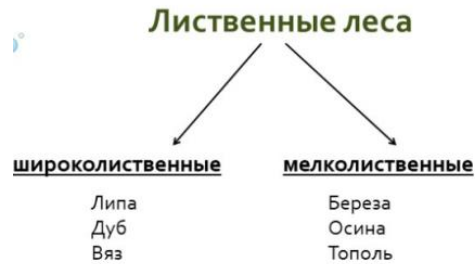 Лиственные леса
широколиственные
Липа
Дуб
Вяз
мелколиственные
Береза
Осина
Тополь